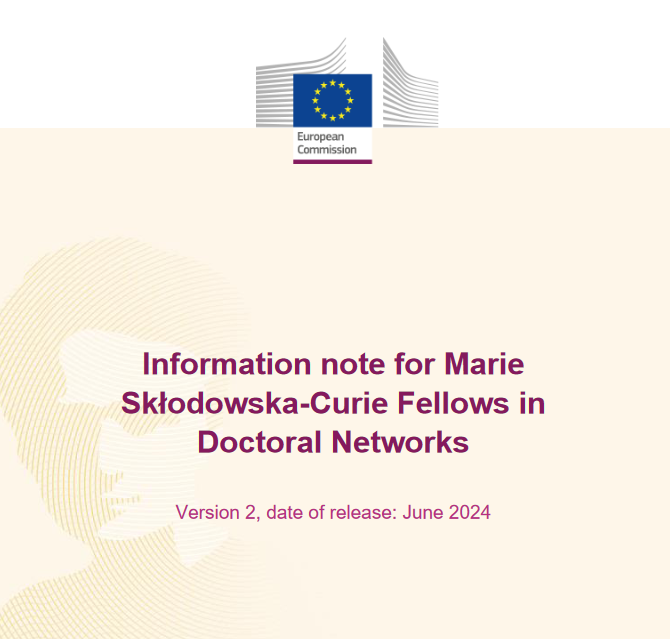 European
Commission
Information note for Marie
Skłodowska-Curie Fellows in
Doctoral Networks
Version 2, date of release: June 2024